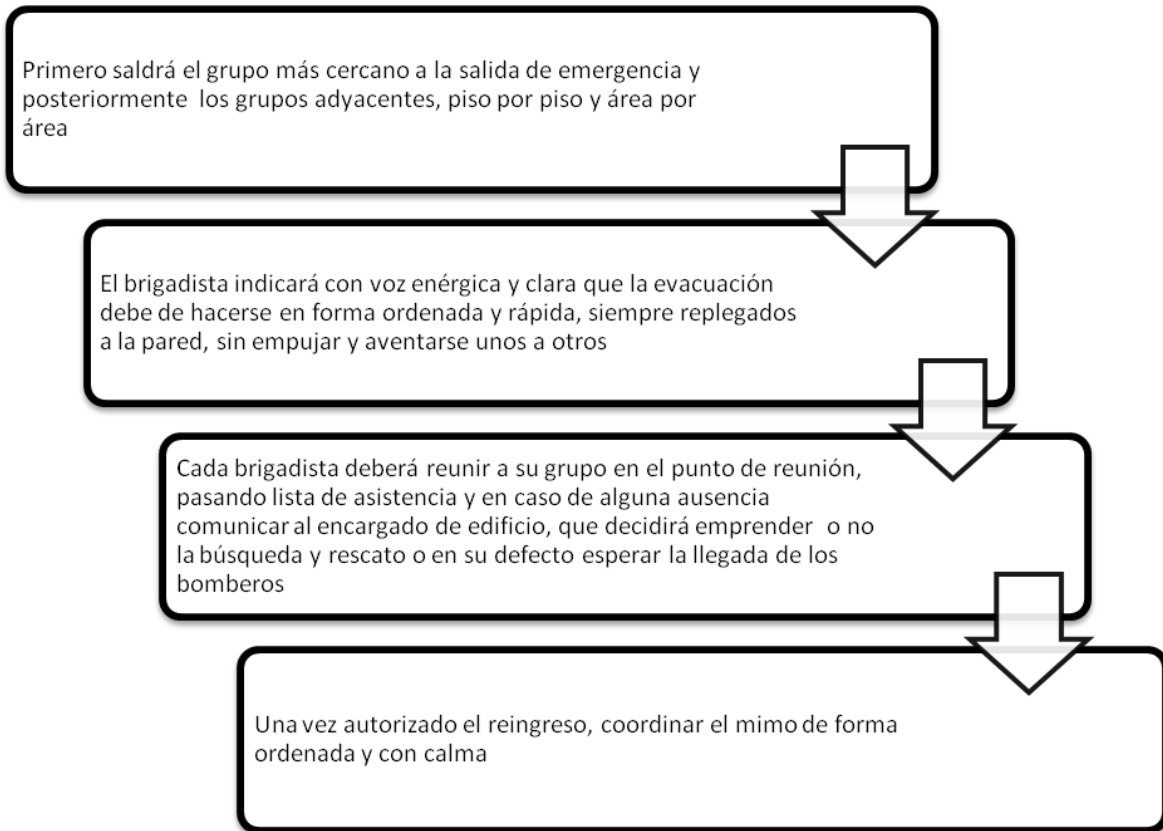 Primero saldrá el grupo más cercano a la salida de emergencia y
posteriormente los grupos adyacentes, piso por piso y área por
área
El brigadista indicará con voz enérgica y clara que la evacuación
debe de hacerse en forma ordenada y rápida, siempre replegados
a la pared, sin empujar y aventarse unos a otros
Cada brigadista deberá reunir a su grupo en el punto de reunión,
pasando lista de asistencia y en caso de alguna ausencia
comunicar al encargado de edificio, que decidirá emprender o no
la búsqueda y rescato o en su defecto esperar la llegada de los
bomberos
Una vez autorizado el reingreso, coordinar el mimo de forma
ordenada y con calma